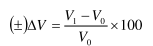 (±)ΔV = (V₁ − V₀) / V₀ × 100